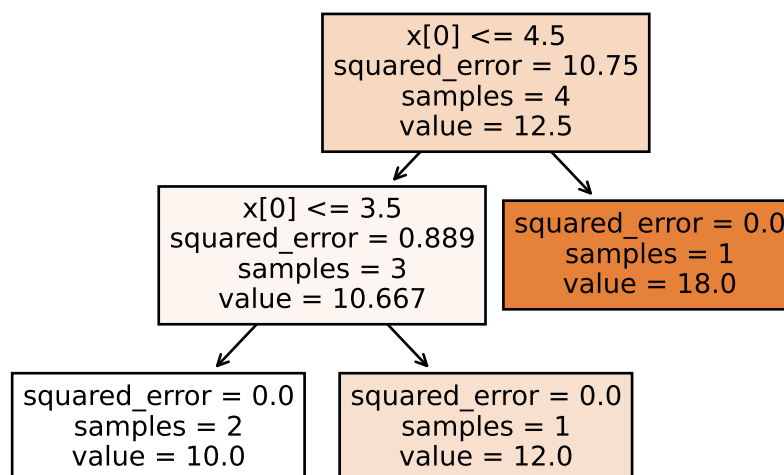 x[0] <= 4.5
squared_error = 10.75
samples = 4
value = 12.5
x[0] <= 3.5
squared_error = 0.889
samples = 3
value = 10.667
squared_error = 0.0
samples = 1
value = 18.0
squared_error = 0.0
samples = 2
value = 10.0
squared_error = 0.0
samples = 1
value = 12.0